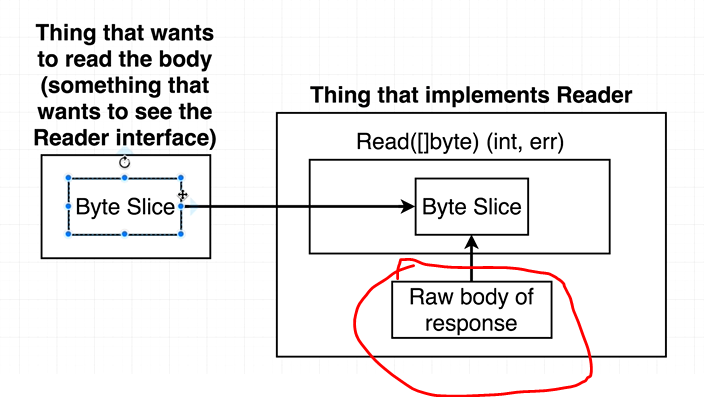 Thing that wants
to read the body
(something that
wants to see the
Reader interface)
Thing that implements Reader
Read([]byte) (int, err)
Byte Slice
Byte Slice
Raw body of
response